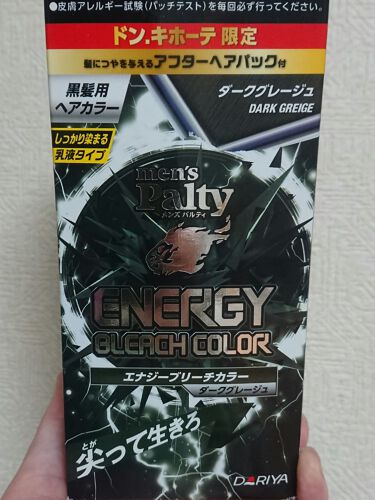 ●皮膚アレルギー試験(パッチテスト)を毎回必ず行ってください。
ドン.キホーテ 限定
髪につやを与えるアフターヘアパック付
黒髪用
ヘアカラー
ダークグレージュ
DARK GREIGE
しっかり染まる
乳液タイプ
men's
Palty
メンズ パルティ
ENERGY
BLEACH COLOR
エナジーブリーチカラー
ダークグレージュ
とが
尖って生きろ
DARIYA